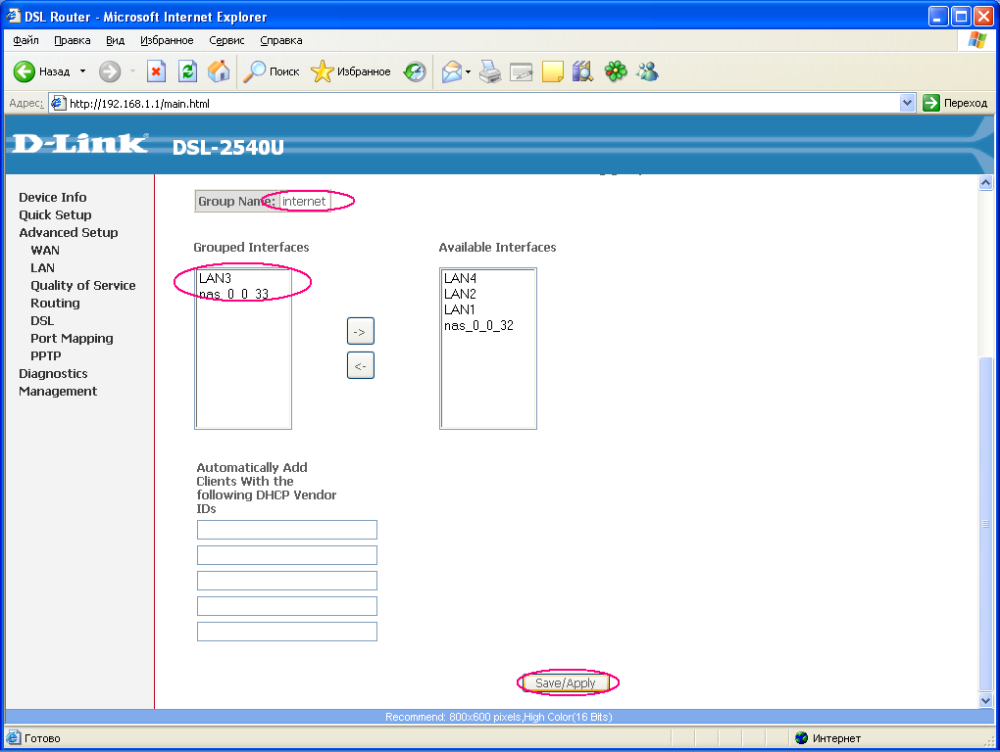 DSL Router - Microsoft Internet Explorer
Файл Правка Вид Избранное Сервис Справка
Назад Поиск Избранное
Адрес: http://192.168.1.1/main.html Переход
D-Link DSL-2540U
Device Info
Quick Setup
Advanced Setup
WAN
LAN
Quality of Service
Routing
DSL
Port Mapping
PPTP
Diagnostics
Management
Group Name: internet
Grouped Interfaces
LAN3
nas_0_0_33
->
<-
Available Interfaces
LAN4
LAN2
LAN1
nas_0_0_32
Automatically Add
Clients With the
following DHCP Vendor
IDs
Save/Apply
Recommend: 800x600 pixels,High Color(16 Bits)
Готово Интернет